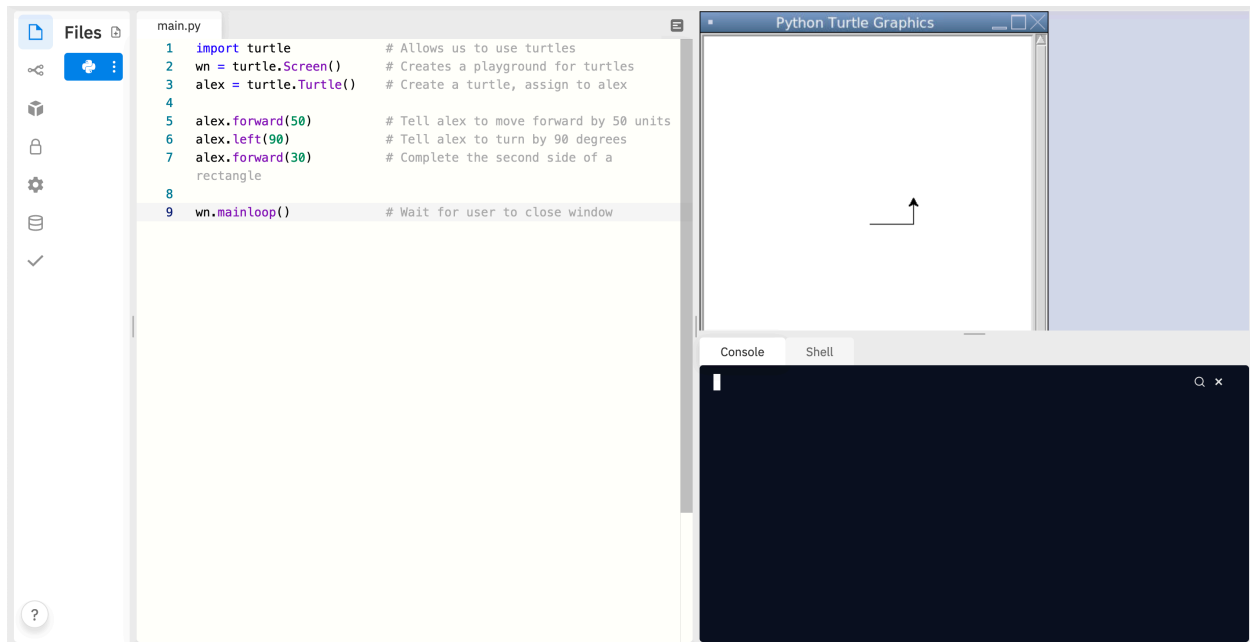 Files
main.py
1 import turtle # Allows us to use turtles
2 wn = turtle.Screen() # Creates a playground for turtles
3 alex = turtle.Turtle() # Create a turtle, assign to alex
4
5 alex.forward(50) # Tell alex to move forward by 50 units
6 alex.left(90) # Tell alex to turn by 90 degrees
7 alex.forward(30) # Complete the second side of a
rectangle
8
9 wn.mainloop() # Wait for user to close window
?
Python Turtle Graphics
Console Shell